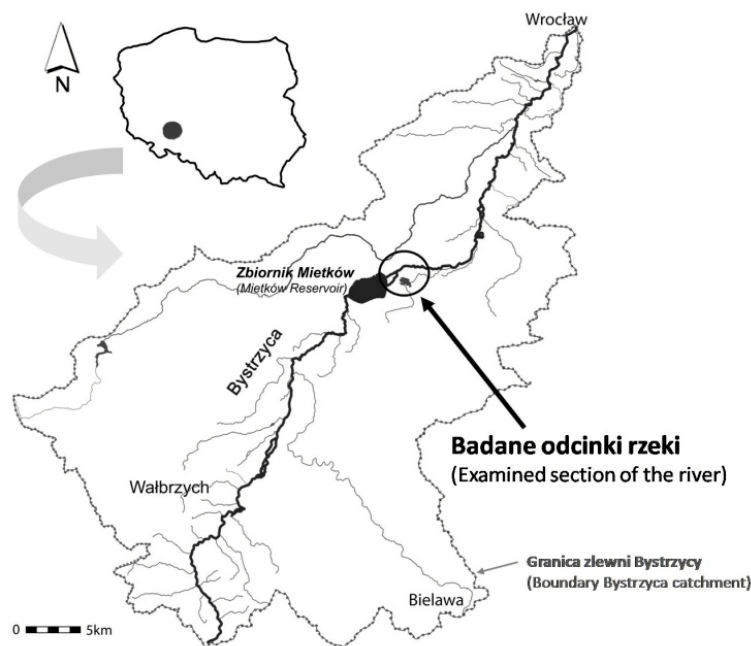 Wrocław
N
Zbiornik Mietków
(Mietków Reservoir)
Bystrzyca
Badane odcinki rzeki
(Examined section of the river)
Wałbrzych
Granica zlewni Bystrzycy
(Boundary Bystrzyca catchment)
Bielawa
0 5km